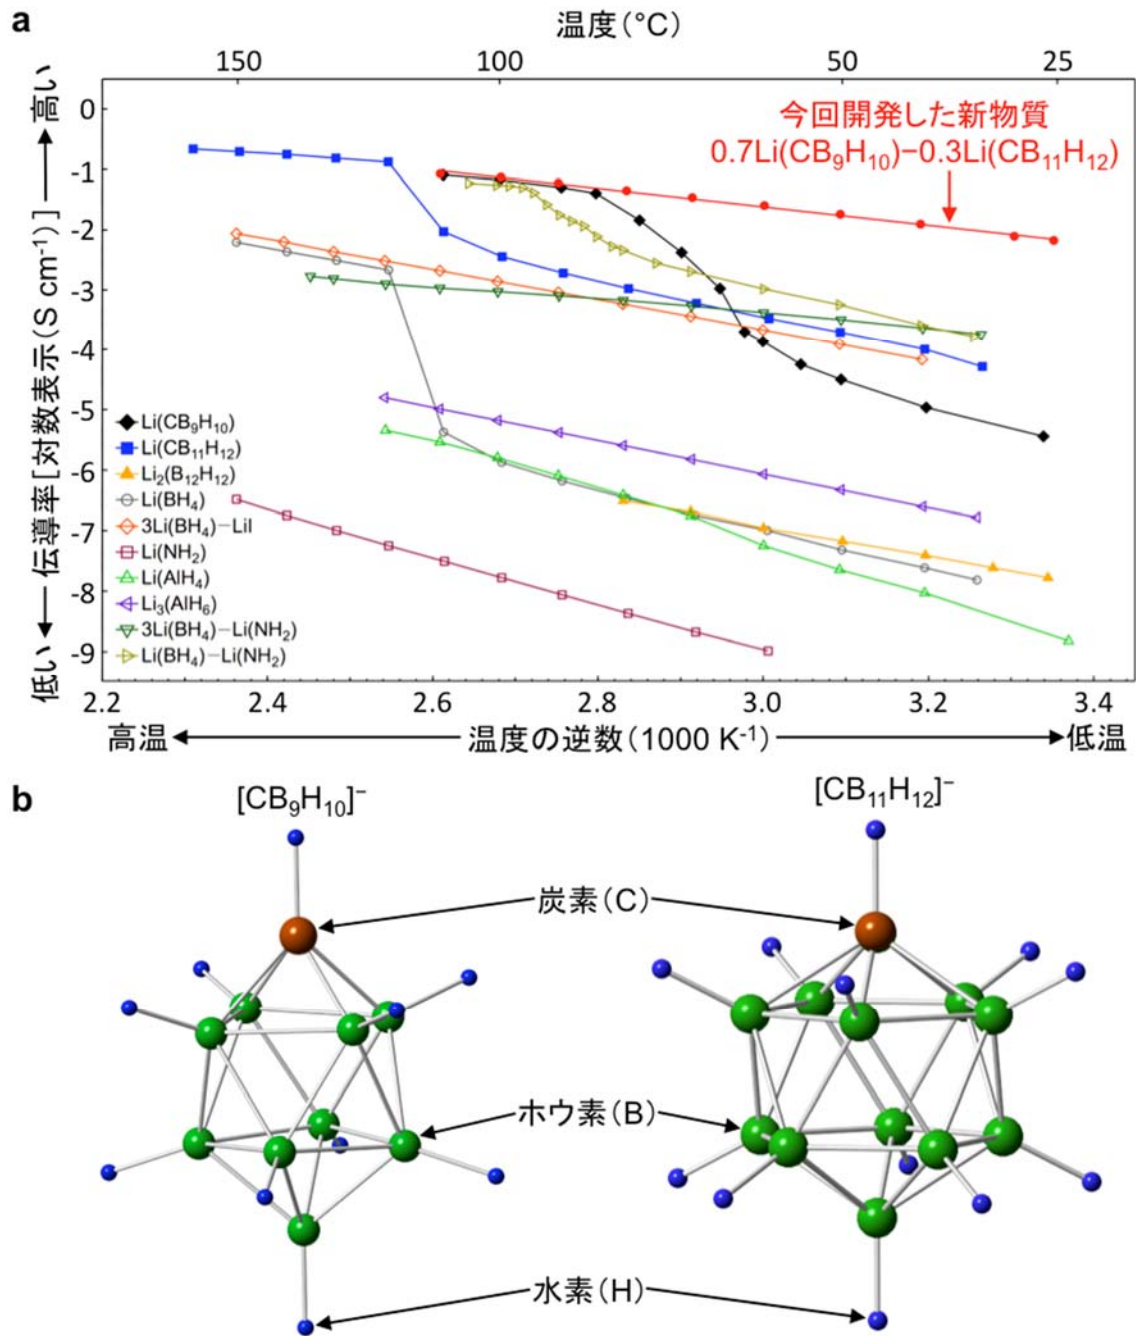 a
温度(°C)
150 100 50 25
低い ← 伝導率[対数表示(S cm⁻¹)] → 高い
0
-1
-2
-3
-4
-5
-6
-7
-8
-9
今回開発した新物質
0.7Li(CB₉H₁₀)−0.3Li(CB₁₁H₁₂)
Li(CB₉H₁₀)
Li(CB₁₁H₁₂)
Li₂(B₁₂H₁₂)
Li(BH₄)
3Li(BH₄)−LiI
Li(NH₂)
Li(AlH₄)
Li₃(AlH₆)
3Li(BH₄)−Li(NH₂)
Li(BH₄)−Li(NH₂)
2.2 2.4 2.6 2.8 3.0 3.2 3.4
高温 ← 温度の逆数(1000 K⁻¹) → 低温
b
[CB₉H₁₀]⁻
[CB₁₁H₁₂]⁻
炭素(C)
ホウ素(B)
水素(H)